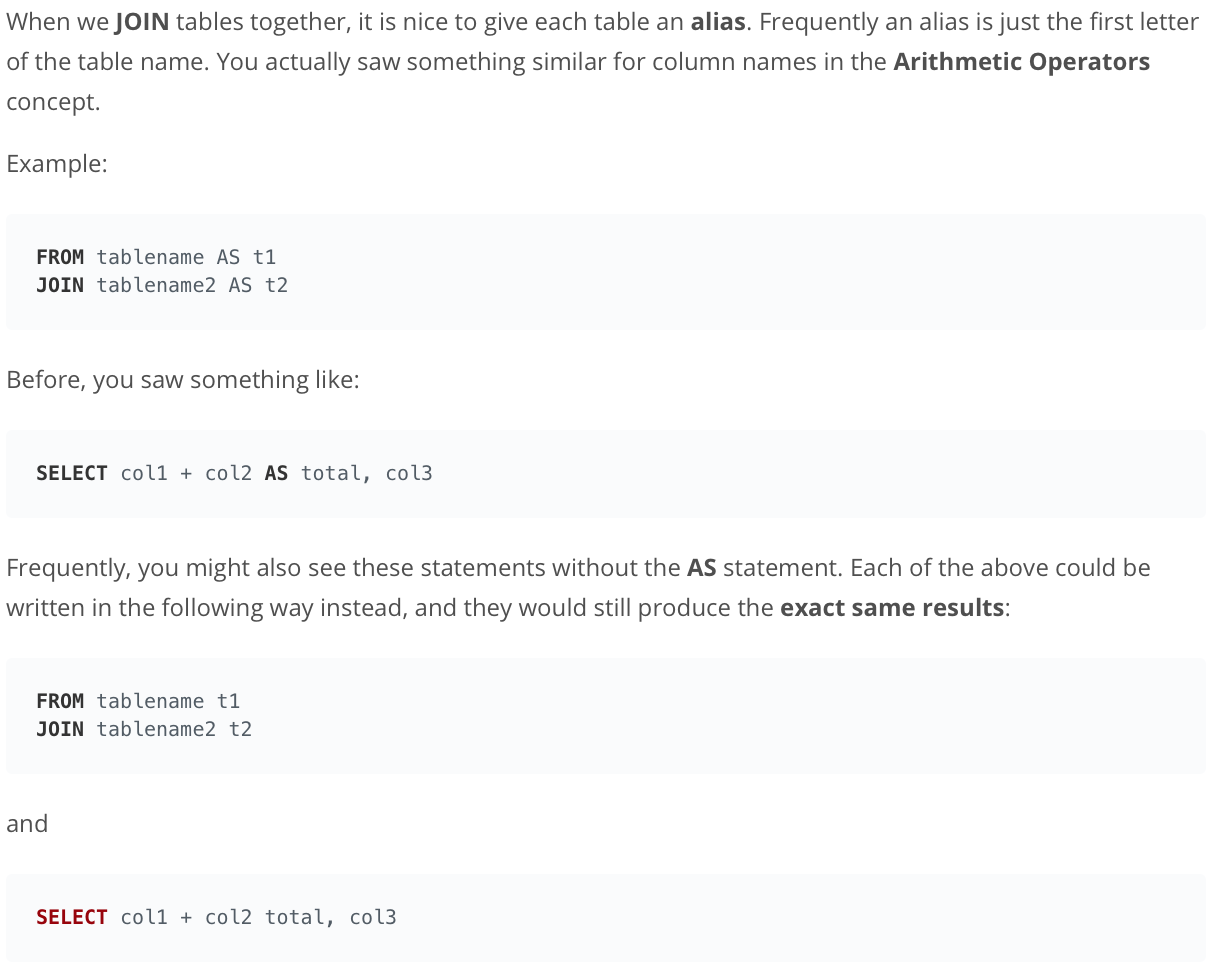 When we JOIN tables together, it is nice to give each table an alias. Frequently an alias is just the first letter
of the table name. You actually saw something similar for column names in the Arithmetic Operators
concept.
Example:
FROM tablename AS t1
JOIN tablename2 AS t2
Before, you saw something like:
SELECT col1 + col2 AS total, col3
Frequently, you might also see these statements without the AS statement. Each of the above could be
written in the following way instead, and they would still produce the exact same results:
FROM tablename t1
JOIN tablename2 t2
and
SELECT col1 + col2 total, col3